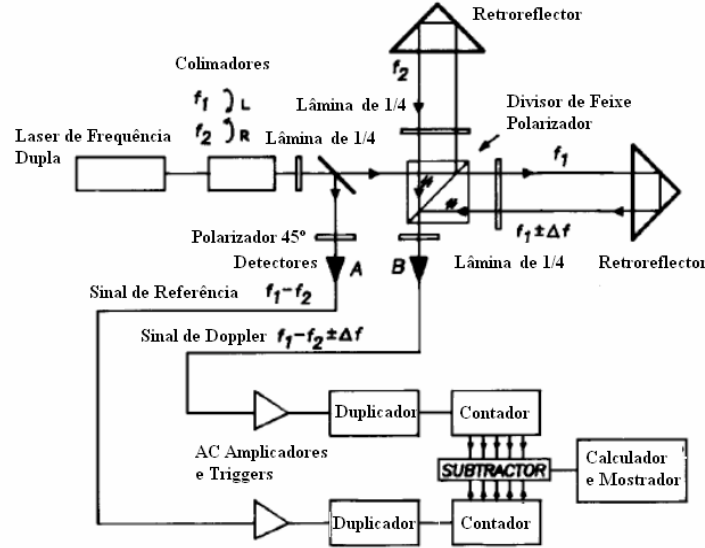 Retroreflector
Colimadores
f₁ L
f₂
f₂ R
Lâmina de 1/4
Divisor de Feixe
Polarizador
Laser de Frequência
Dupla
Lâmina de 1/4
f₁
f₁ ± Δf
Polarizador 45º
Detectores
A
B
Lâmina de 1/4
Retroreflector
Sinal de Referência f₁-f₂
Sinal de Doppler f₁-f₂ ± Δf
Duplicador
Contador
AC Amplicadores
e Triggers
SUBTRACTOR
Calculador
e Mostrador
Duplicador
Contador